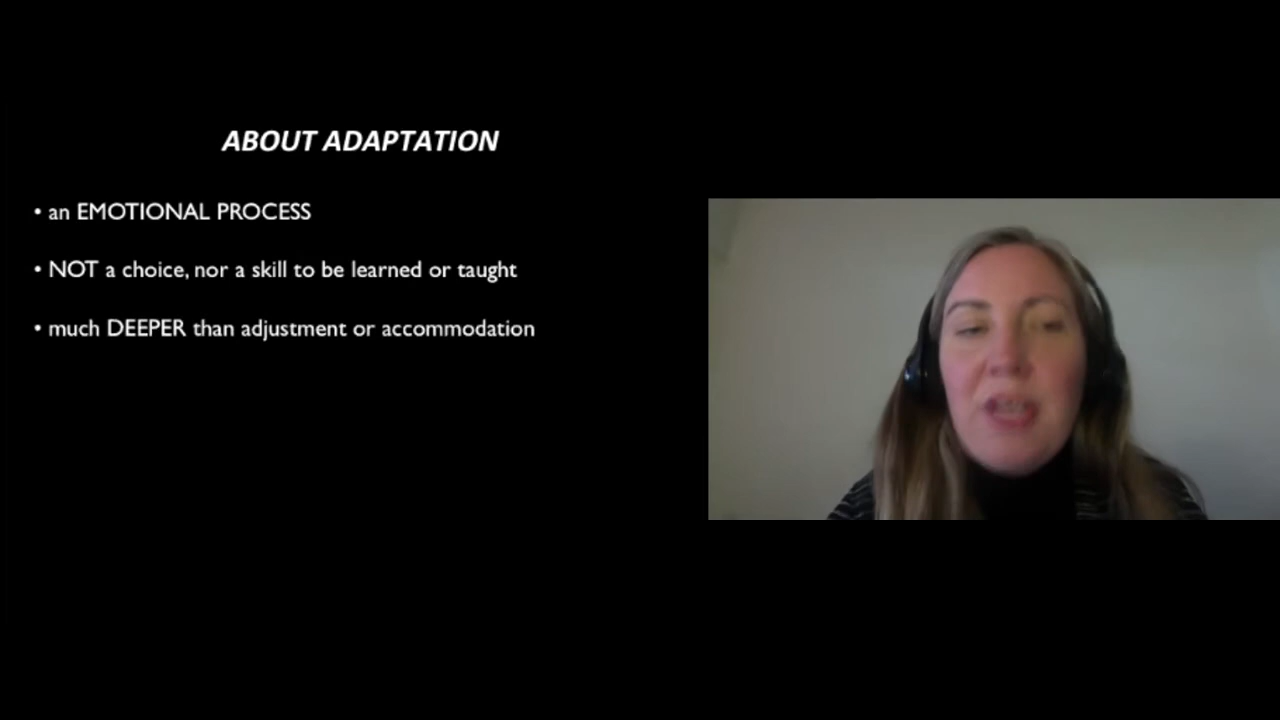 ABOUT ADAPTATION
• an EMOTIONAL PROCESS
• NOT a choice, nor a skill to be learned or taught
• much DEEPER than adjustment or accommodation